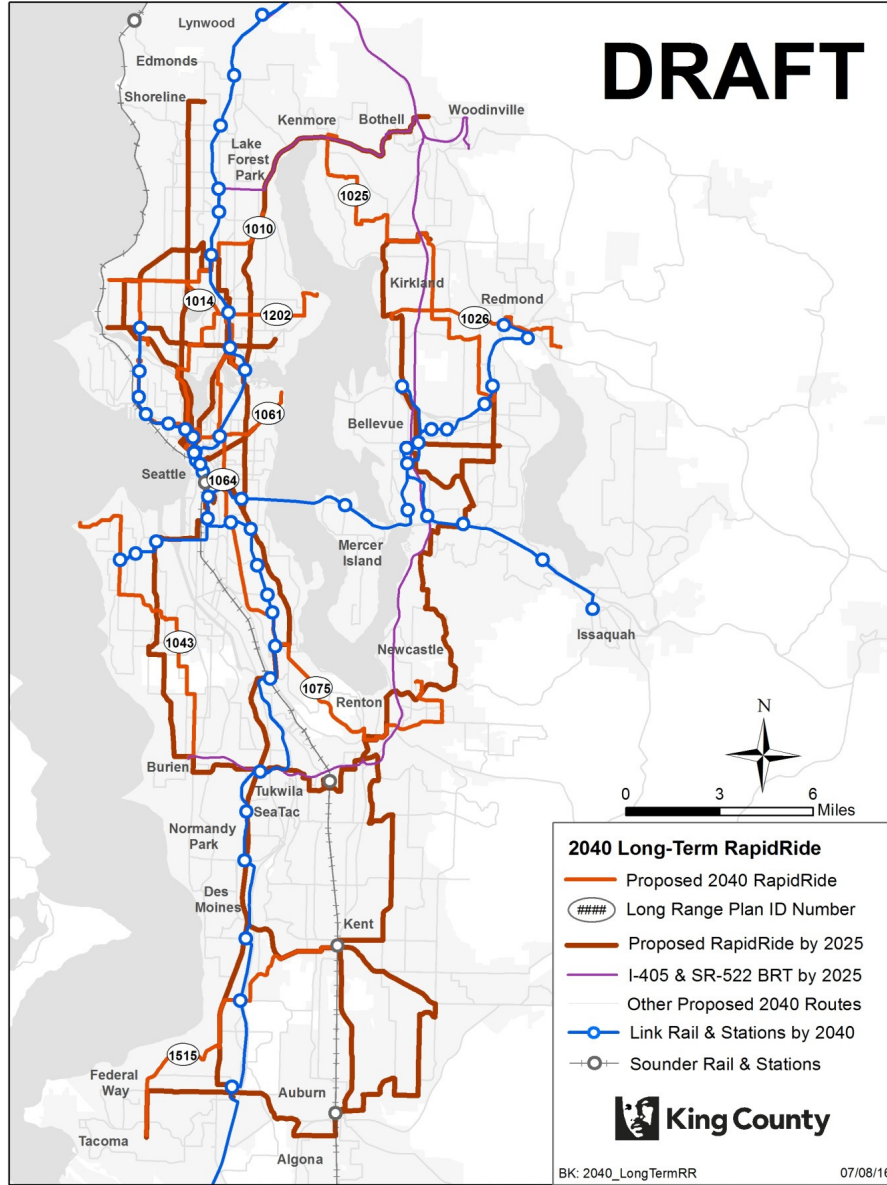 DRAFT
Lynwood
Edmonds
Shoreline
Kenmore
Bothell
Woodinville
Lake
Forest
Park
1025
1010
Kirkland
Redmond
1014
1202
1026
1061
Bellevue
Seattle
1064
Mercer
Island
Issaquah
1043
Newcastle
1075
Renton
N
Burien
Tukwila
SeaTac
0 3 6
Miles
Normandy
Park
Des
Moines
Kent
1515
Federal
Way
Auburn
Tacoma
Algona
2040 Long-Term RapidRide
Proposed 2040 RapidRide
#### Long Range Plan ID Number
Proposed RapidRide by 2025
I-405 & SR-522 BRT by 2025
Other Proposed 2040 Routes
Link Rail & Stations by 2040
Sounder Rail & Stations
King County
BK: 2040_LongTermRR 07/08/16